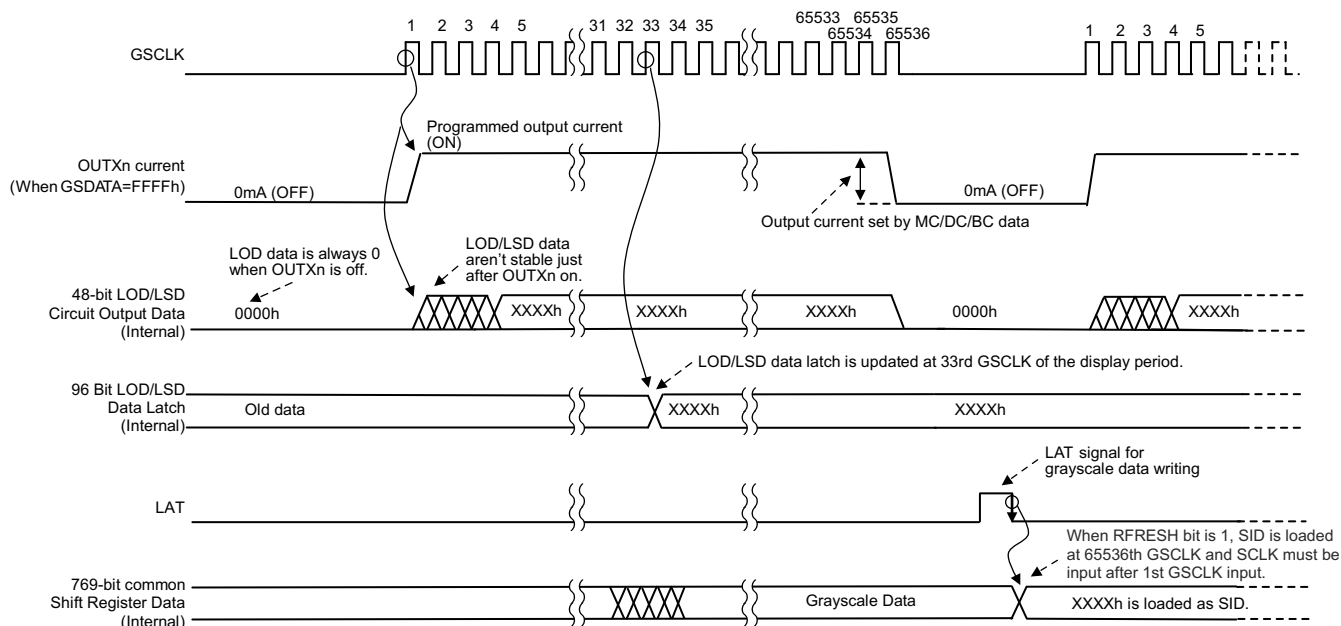 1 2 3 4 5 31 32 33 34 35 65533 65535 1 2 3 4 5
65534 65536
GSCLK
Programmed output current
(ON)
OUTXn current
(When GSDATA=FFFFh)
0mA (OFF)
0mA (OFF)
Output current set by MC/DC/BC data
LOD data is always 0
when OUTXn is off.
LOD/LSD data
aren't stable just
after OUTXn on.
48-bit LOD/LSD
Circuit Output Data
(Internal)
0000h XXXXh XXXXh XXXXh 0000h XXXXh
LOD/LSD data latch is updated at 33rd GSCLK of the display period.
96 Bit LOD/LSD
Data Latch
(Internal)
Old data XXXXh XXXXh
LAT signal for
grayscale data writing
LAT
When RFRESH bit is 1, SID is loaded
at 65536th GSCLK and SCLK must be
input after 1st GSCLK input.
769-bit common
Shift Register Data
(Internal)
Grayscale Data XXXXh is loaded as SID.